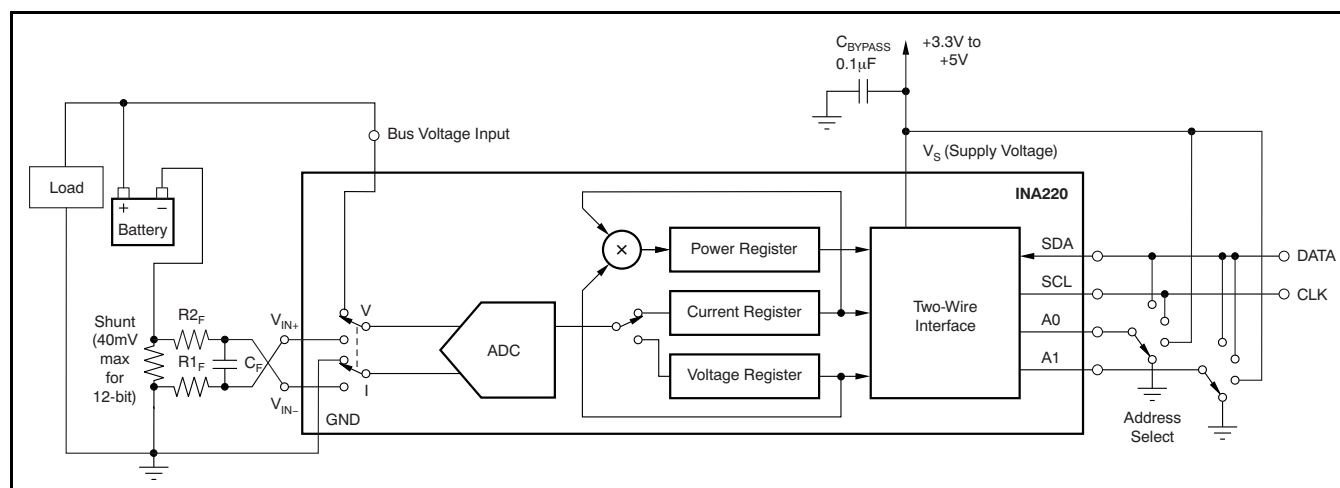 C_BYPASS
0.1μF
+3.3V to
+5V
Bus Voltage Input
V_S (Supply Voltage)
Load
+ −
Battery
INA220
×
Power Register
SDA
DATA
SCL
CLK
Shunt
(40mV
max
for
12-bit)
R2_F
R1_F
C_F
V_IN+
V_IN−
V
I
GND
ADC
Current Register
Voltage Register
Two-Wire
Interface
A0
A1
Address
Select